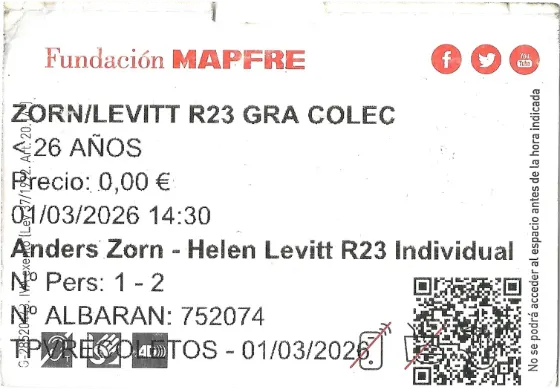 Fundación MAPFRE
ZORN/LEVITT R23 GRA COLEC
< 26 AÑOS
Precio: 0,00 €
01/03/2026 14:30
Anders Zorn - Helen Levitt R23 Individual
Nº Pers: 1 - 2
Nº ALBARAN: 752074
TPVRECOLETOS - 01/03/2026
No se podrá acceder al espacio antes de la hora indicada